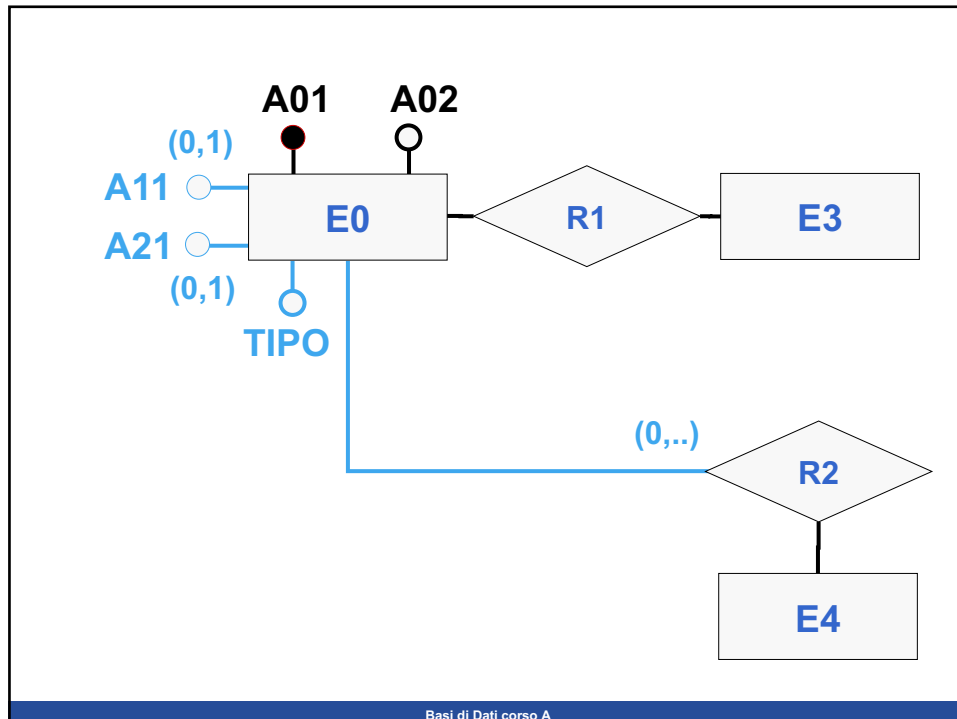 A01 A02
(0,1)
A11
E0 R1 E3
A21
(0,1)
TIPO
(0,..)
R2
E4
Basi di Dati corso A